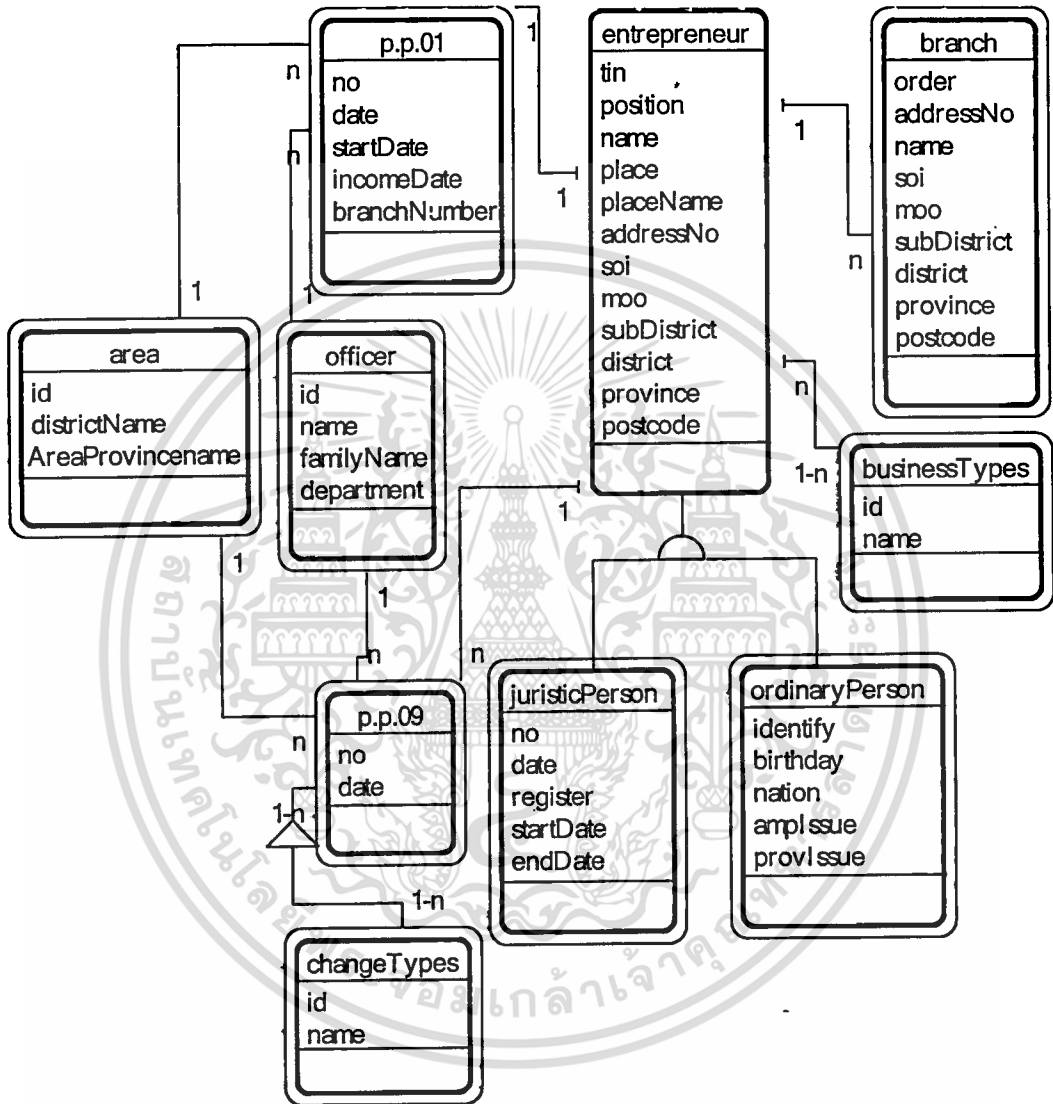 p.p.01
no
date
startDate
incomeDate
branchNumber
entrepreneur
tin
position
name
place
placeName
addressNo
soi
moo
subDistrict
district
province
postcode
branch
order
addressNo
name
soi
moo
subDistrict
district
province
postcode
n
n
1
1
1
n
1
1
n
1-n
area
id
districtName
AreaProvincename
officer
id
name
familyName
department
businessTypes
id
name
1
1
1
n
n
n
p.p.09
no
date
juristicPerson
no
date
register
startDate
endDate
ordinaryPerson
identify
birthday
nation
ampIssue
provIssue
1-n
1-n
changeTypes
id
name